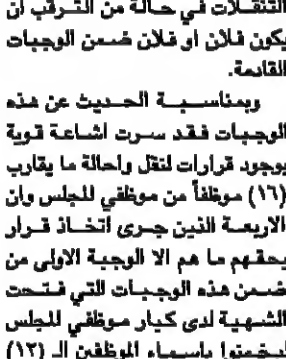 التنقلات في حالة من الترقب ان
يكون فلان او فلان ضمن الوجبات
القادمة.
وبمناسبة الحديث عن هذه
الوجبات فقد سرت اشاعة قوية
بوجود قرارات لنقل واحالة ما يقارب
(١٦) موظفاً من موظفي المجلس وان
الاربعة الذين جرى اتخاذ قرار
بحقهم ما هم الا الوجبة الاولى من
ضمن هذه الوجبات التي فتحت
الشهية لدى كبار موظفي المجلس
باسماء الموظفين الـ (١٢)